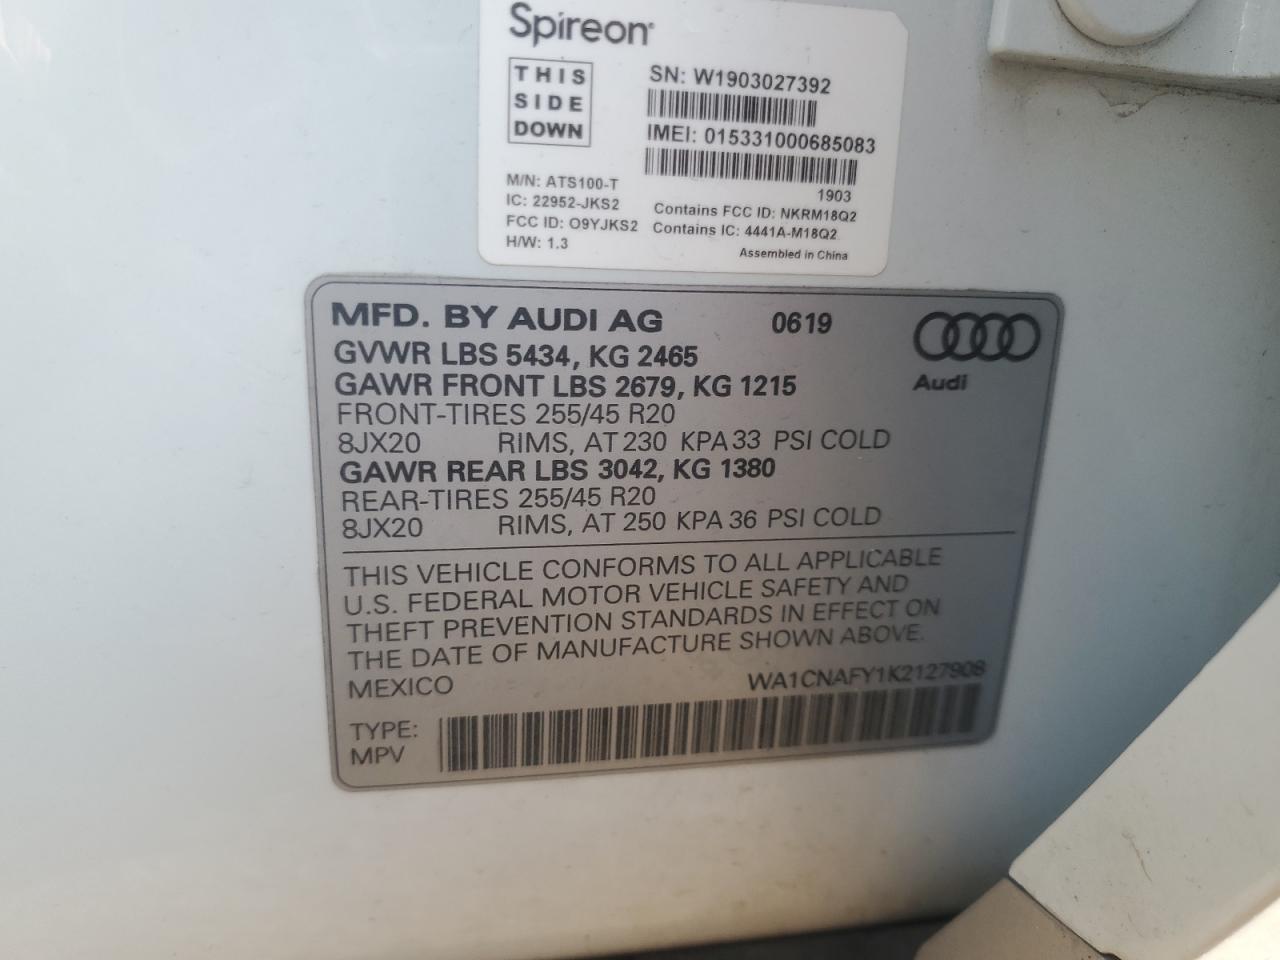 Spireon
THIS
SIDE
DOWN
SN: W1903027392
IMEI: 015331000685083
1903
M/N: ATS100-T
IC: 22952-JKS2
FCC ID: O9YJKS2
H/W: 1.3
Contains FCC ID: NKRM18Q2
Contains IC: 4441A-M18Q2
Assembled in China
MFD. BY AUDI AG 0619
Audi
GVWR LBS 5434, KG 2465
GAWR FRONT LBS 2679, KG 1215
FRONT-TIRES 255/45 R20
8JX20 RIMS, AT 230 KPA 33 PSI COLD
GAWR REAR LBS 3042, KG 1380
REAR-TIRES 255/45 R20
8JX20 RIMS, AT 250 KPA 36 PSI COLD
THIS VEHICLE CONFORMS TO ALL APPLICABLE
U.S. FEDERAL MOTOR VEHICLE SAFETY AND
THEFT PREVENTION STANDARDS IN EFFECT ON
THE DATE OF MANUFACTURE SHOWN ABOVE.
MEXICO WA1CNAFY1K2127908
TYPE:
MPV